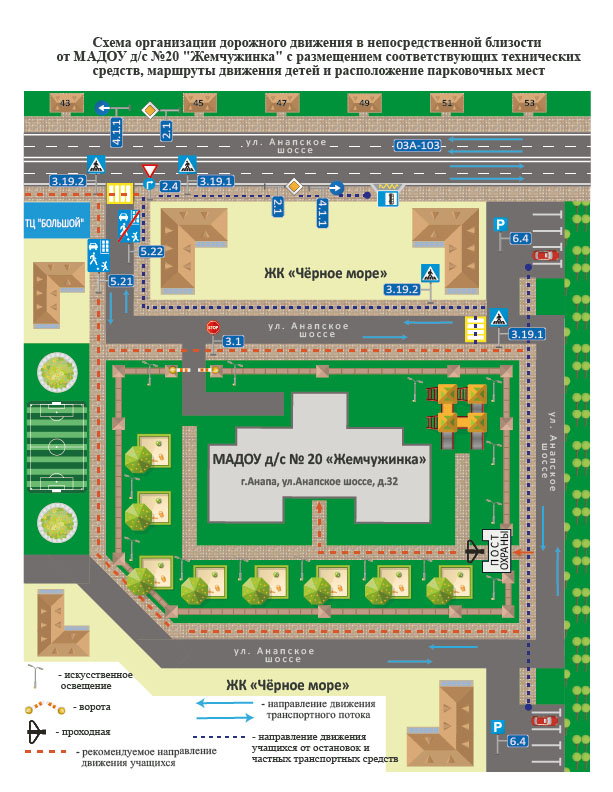 Схема организации дорожного движения в непосредственной близости
от МАДОУ д/с №20 "Жемчужинка" с размещением соответствующих технических
средств, маршруты движения детей и расположение парковочных мест
43
45
47
49
51
53
4.1.1
2.1
ул. Анапское
шоссе
03А-103
3.19.2
2.4
3.19.1
2.1
4.1.1
ТЦ "БОЛЬШОЙ"
5.22
5.21
P
6.4
ЖК «Чёрное море»
3.19.2
ул. Анапское
шоссе
3.19.1
STOP
3.1
МАДОУ д/с № 20 «Жемчужинка»
г.Анапа, ул.Анапское шоссе, д.32
ул. Анапское
шоссе
ПОСТ
ОХРАНЫ
ул. Анапское
шоссе
ЖК «Чёрное море»
- искусственное
освещение
- ворота
- проходная
- рекомендуемое направление
движения учащихся
- направление движения
транспортного потока
- направление движения
учащихся от остановок и
частных транспортных средств
P
6.4